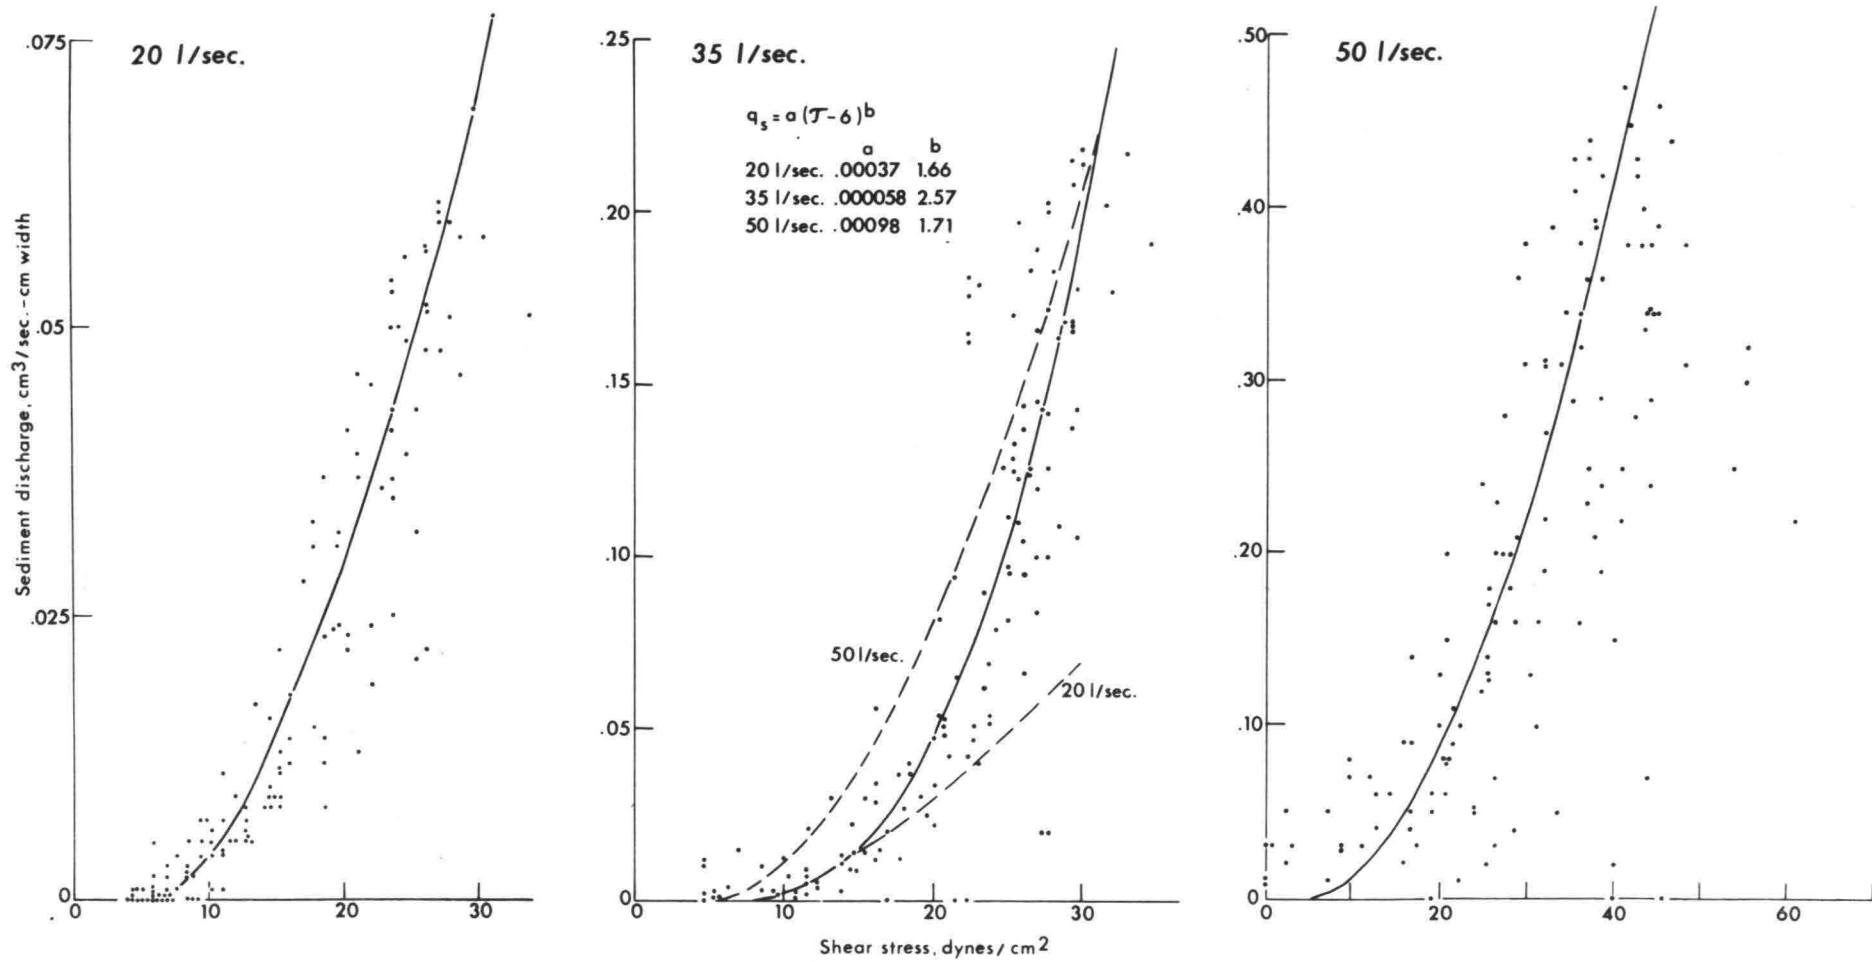 20 l/sec.
.075
.05
.025
0
0
10
20
30
Sediment discharge, cm3/sec.-cm width
35 l/sec.
qs = a (τ-6)b
a b
20 l/sec. .00037 1.66
35 l/sec. .000058 2.57
50 l/sec. .00098 1.71
.25
.20
.15
.10
.05
0
50 l/sec.
20 l/sec.
0
10
20
30
Shear stress, dynes/cm2
50 l/sec.
.50
.40
.30
.20
.10
0
0
20
40
60